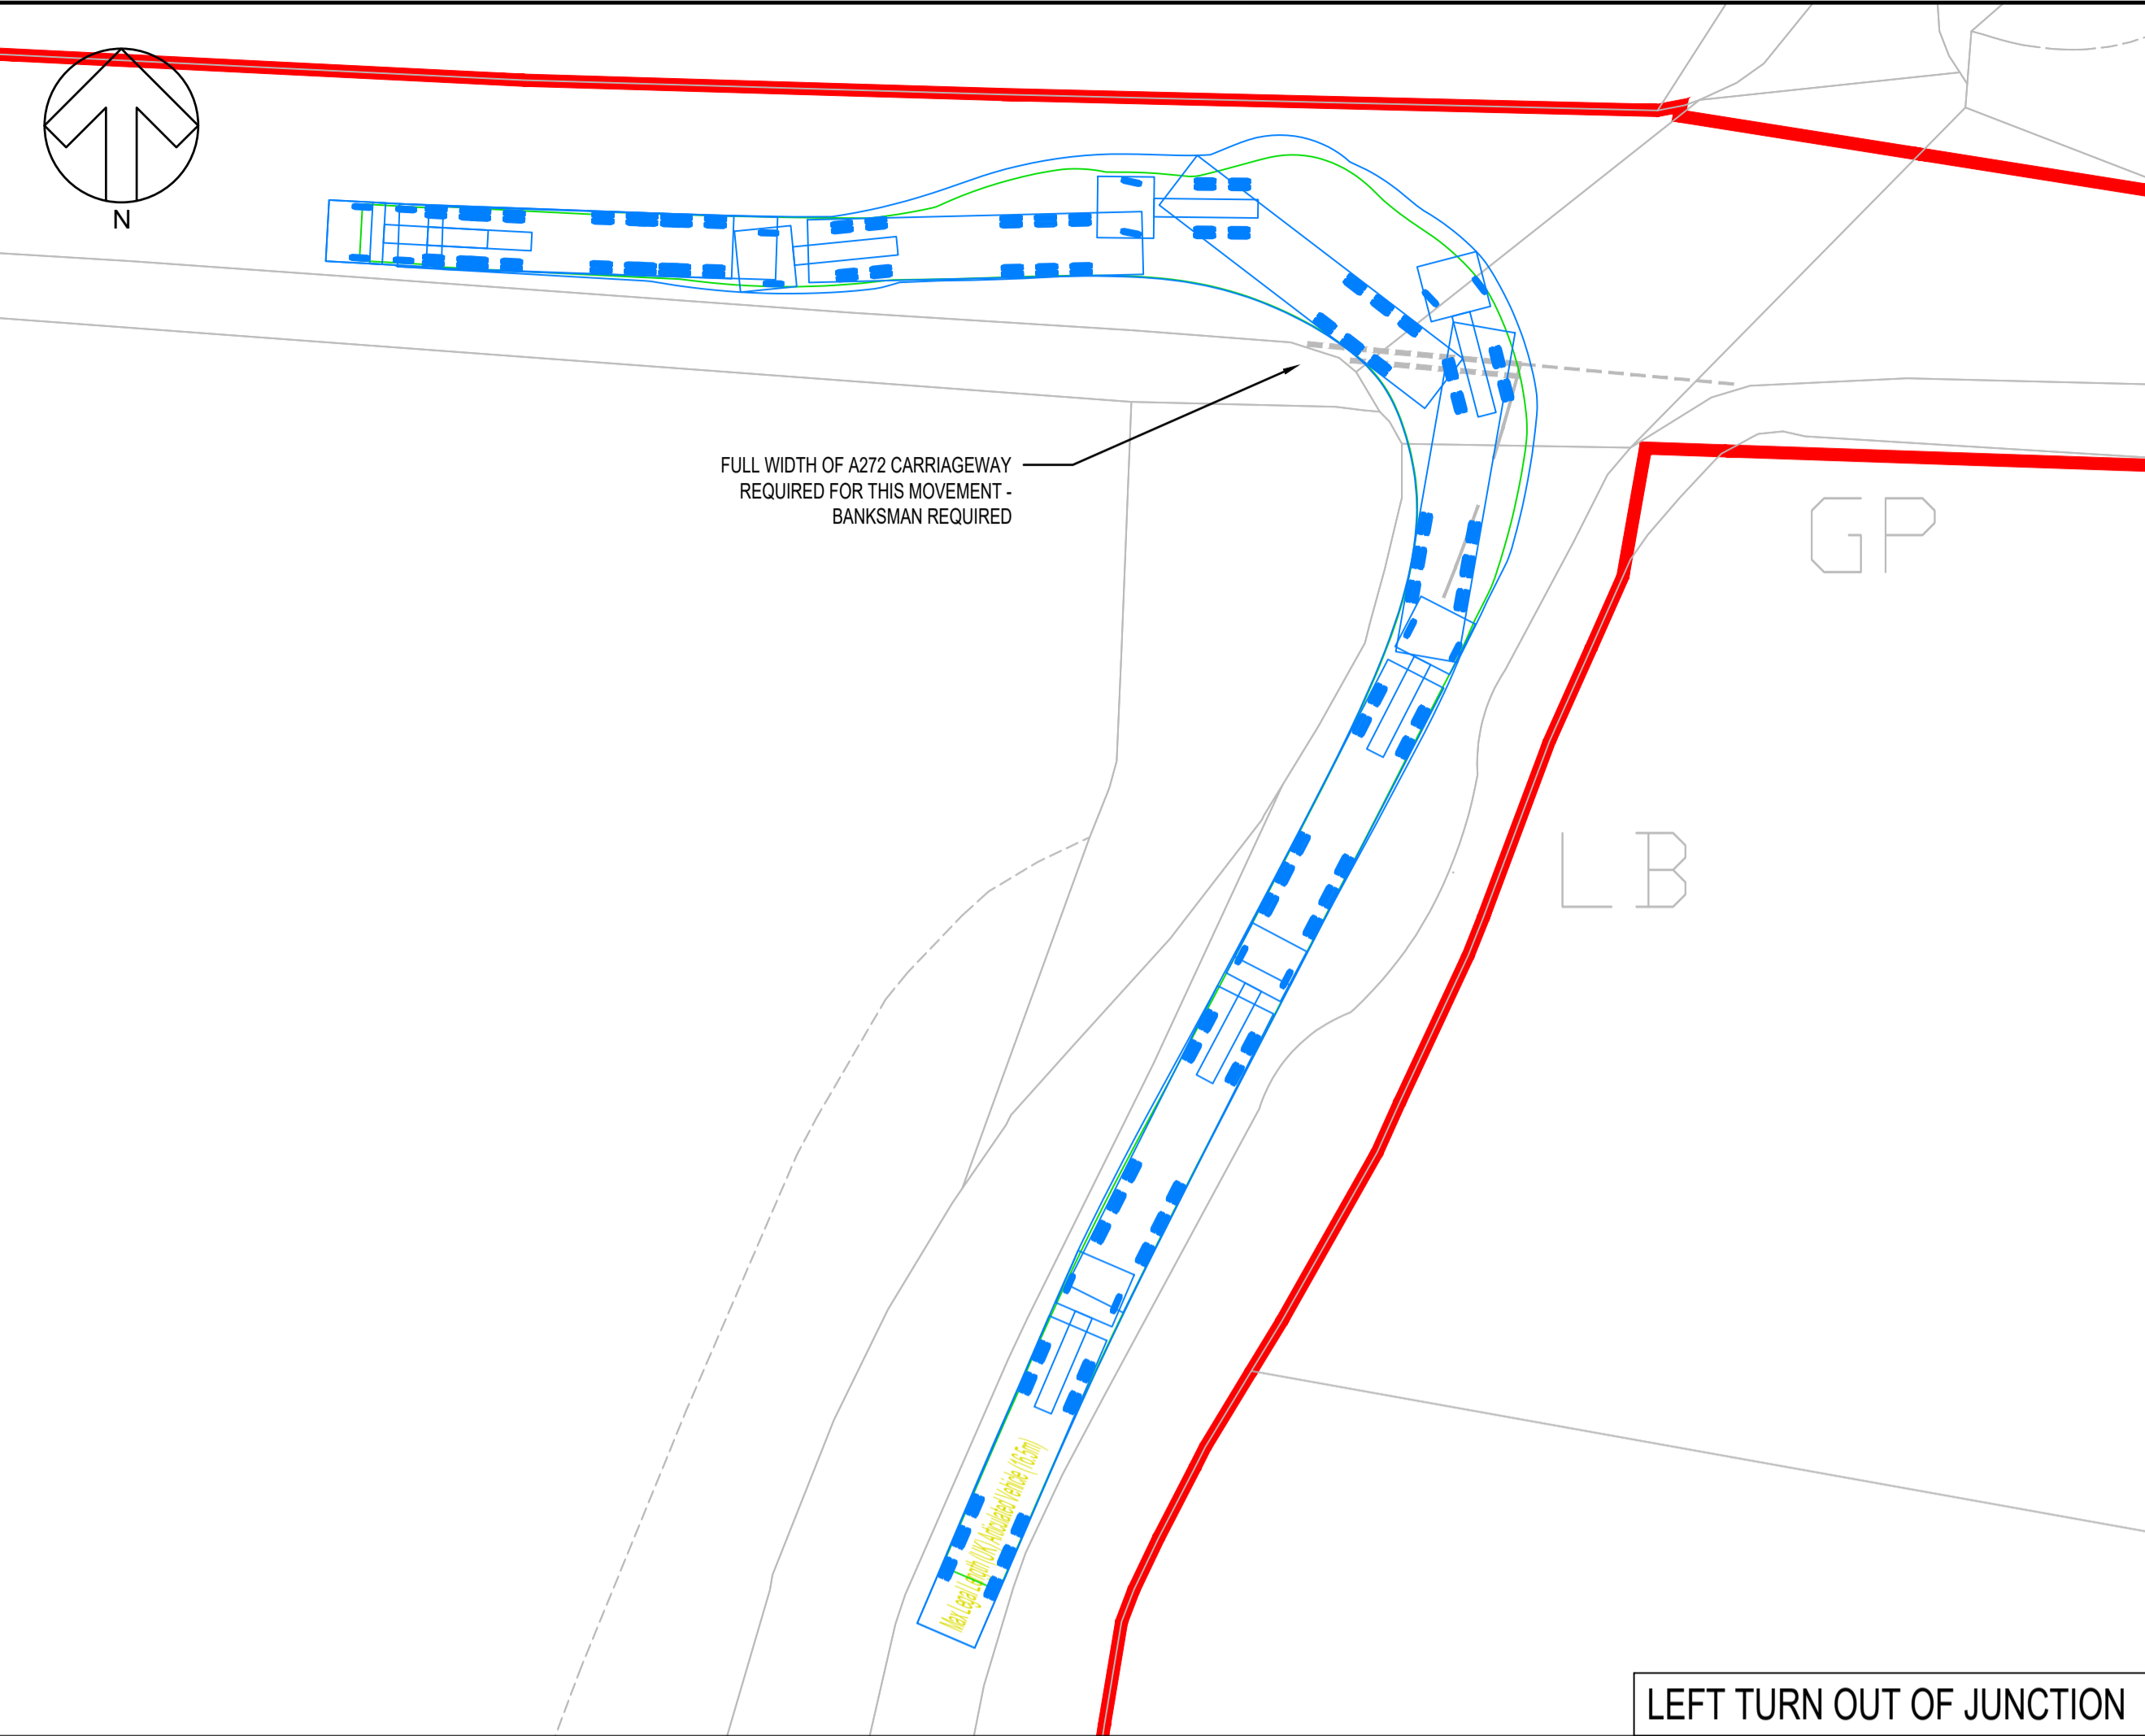 N
FULL WIDTH OF A272 CARRIAGEWAY
REQUIRED FOR THIS MOVEMENT -
BANKSMAN REQUIRED
GP
LB
LEFT TURN OUT OF JUNCTION